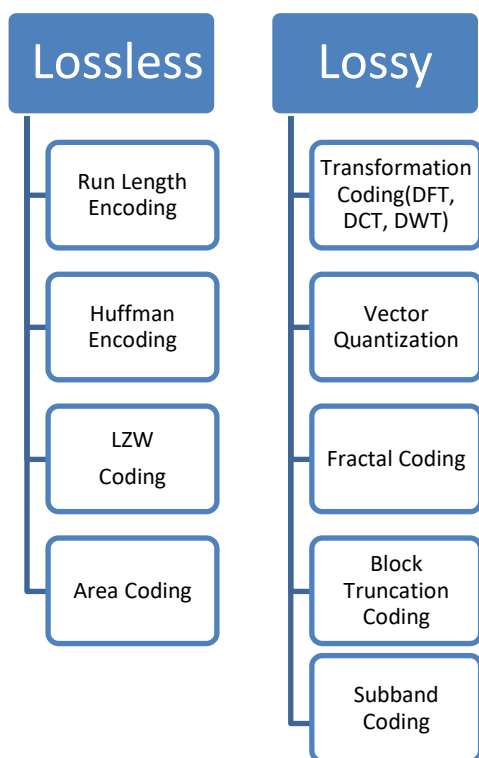 Lossless
Run Length
Encoding
Huffman
Encoding
LZW
Coding
Area Coding
Lossy
Transformation
Coding(DFT,
DCT, DWT)
Vector
Quantization
Fractal Coding
Block
Truncation
Coding
Subband
Coding